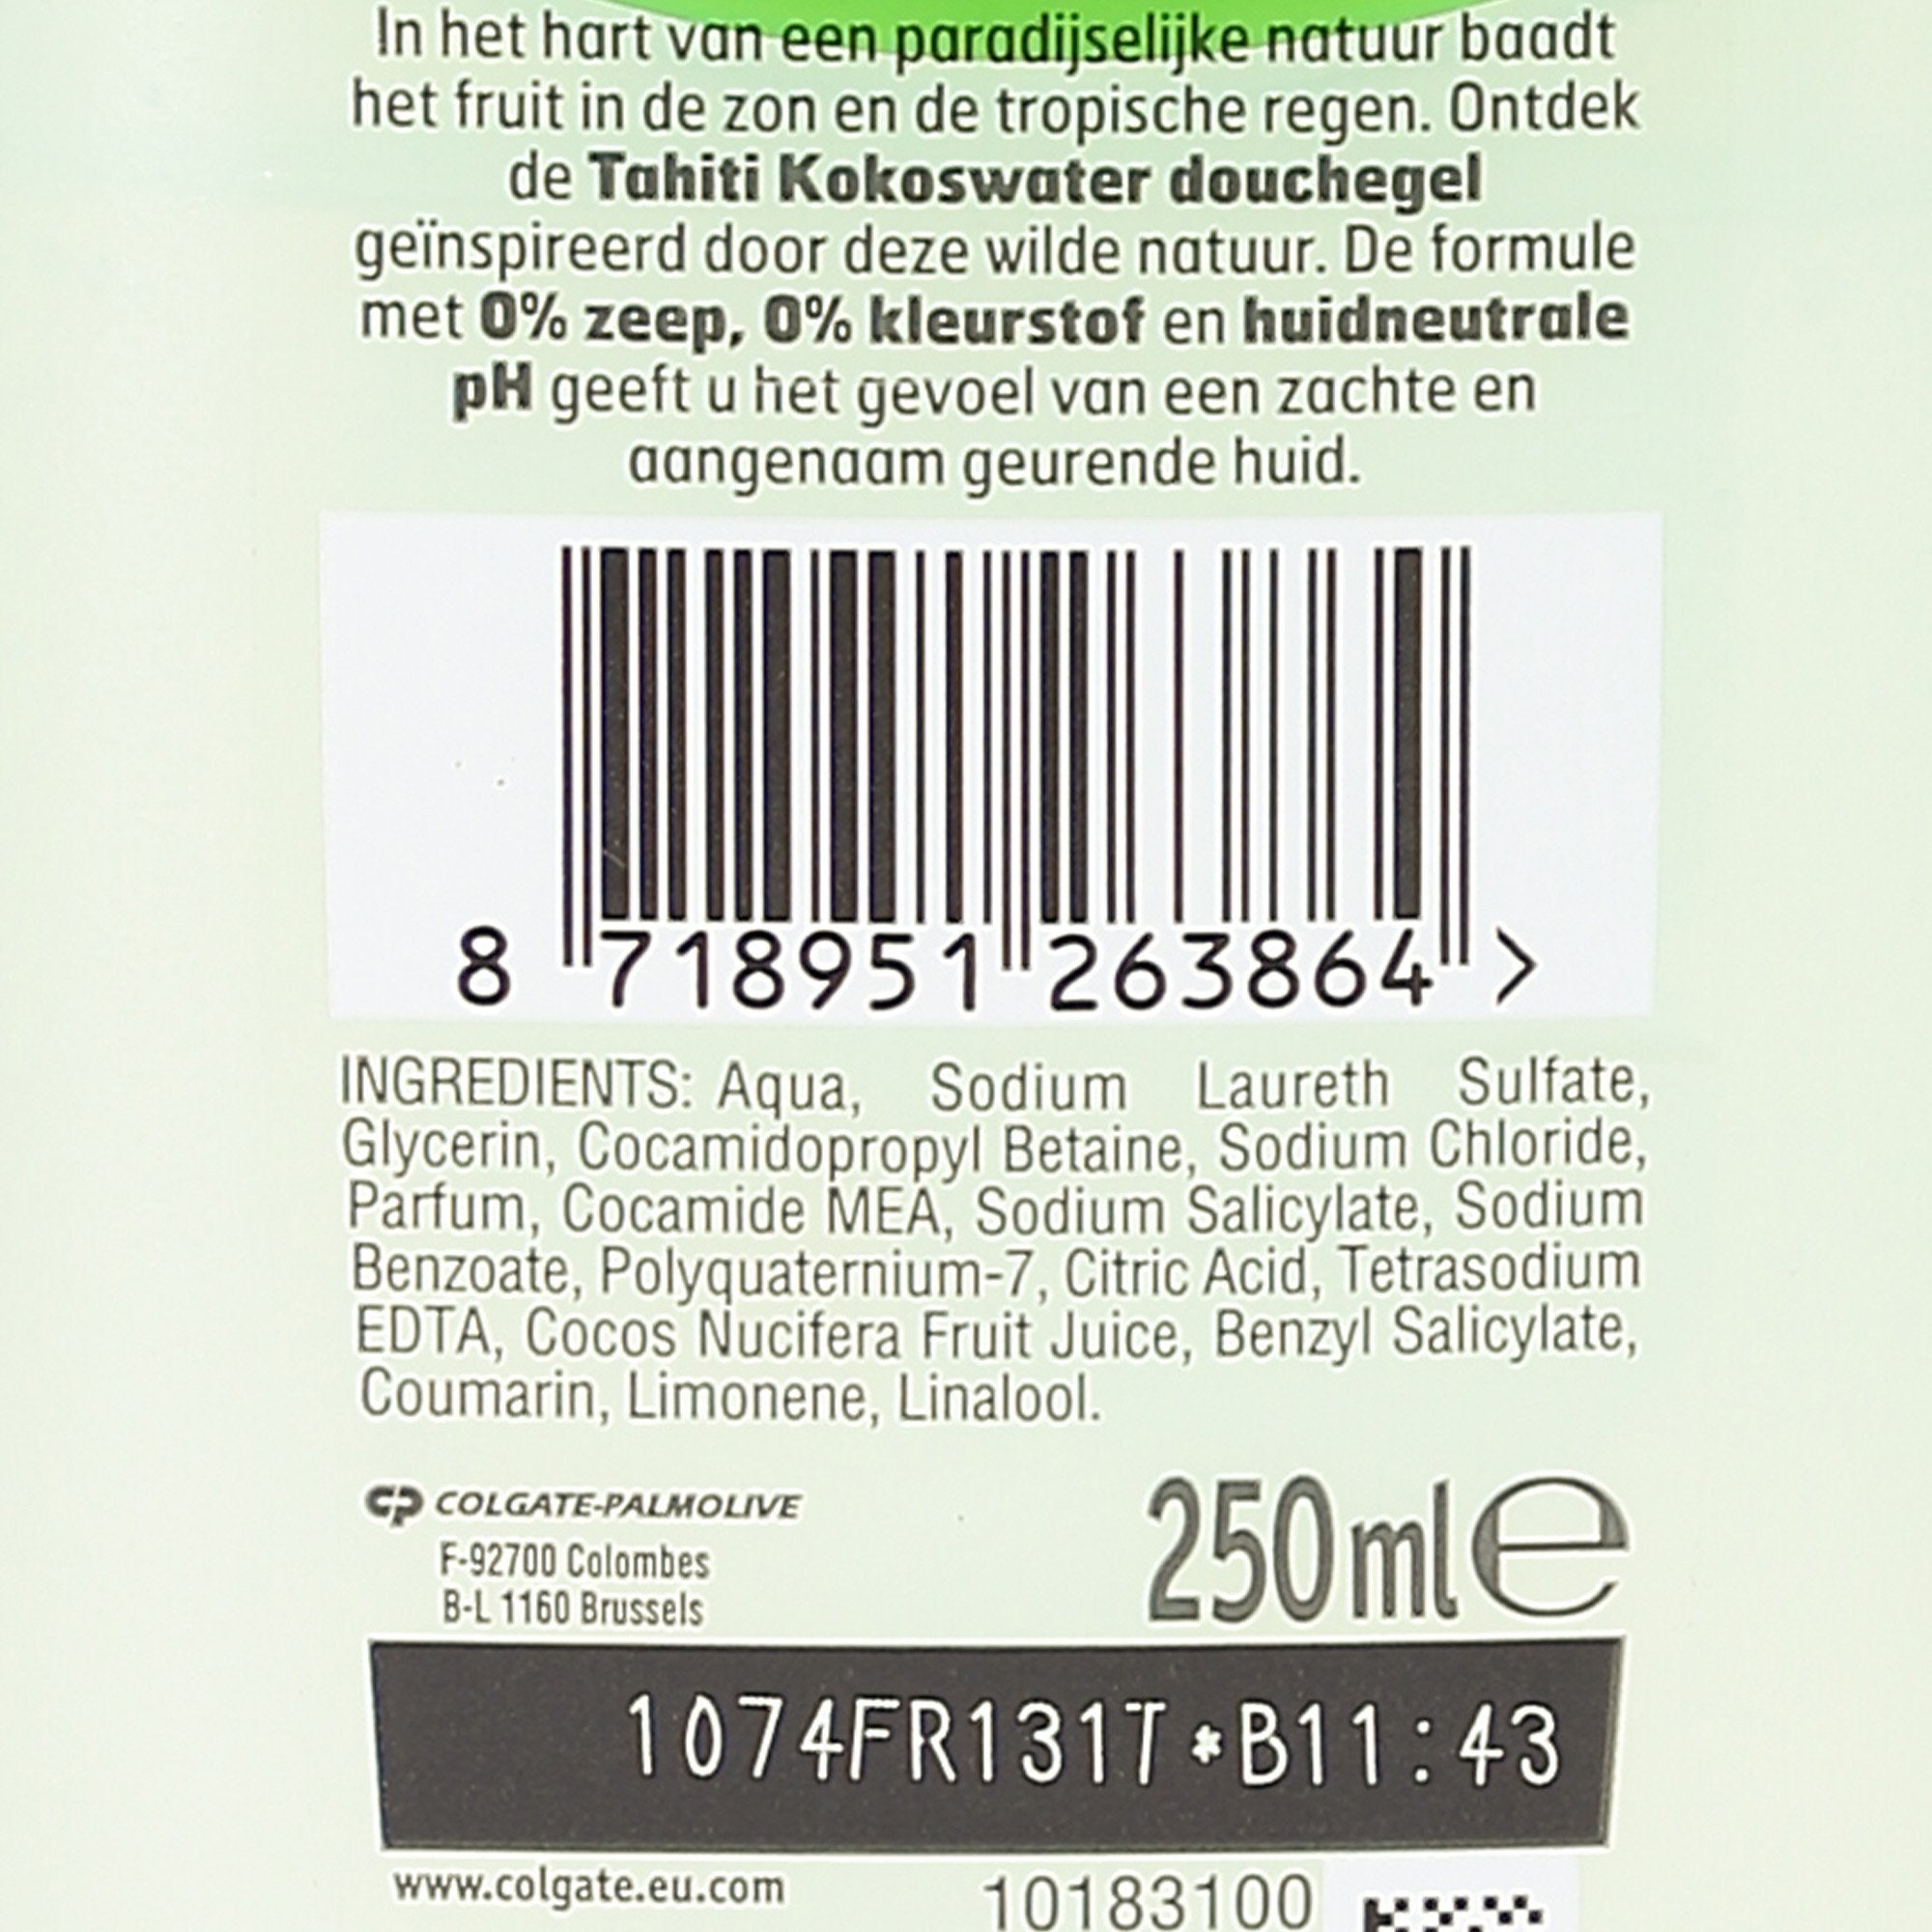 In het hart van een paradijselijke natuur baadt
het fruit in de zon en de tropische regen. Ontdek
de Tahiti Kokoswater douchegel
geïnspireerd door deze wilde natuur. De formule
met 0% zeep, 0% kleurstof en huidneutrale
pH geeft u het gevoel van een zachte en
aangenaam geurende huid.
8 718951 263864 >
INGREDIENTS: Aqua, Sodium Laureth Sulfate,
Glycerin, Cocamidopropyl Betaine, Sodium Chloride,
Parfum, Cocamide MEA, Sodium Salicylate, Sodium
Benzoate, Polyquaternium-7, Citric Acid, Tetrasodium
EDTA, Cocos Nucifera Fruit Juice, Benzyl Salicylate,
Coumarin, Limonene, Linalool.
CP COLGATE-PALMOLIVE
F-92700 Colombes
B-L 1160 Brussels
250 ml e
1074FR131T*B11:43
www.colgate.eu.com
10183100